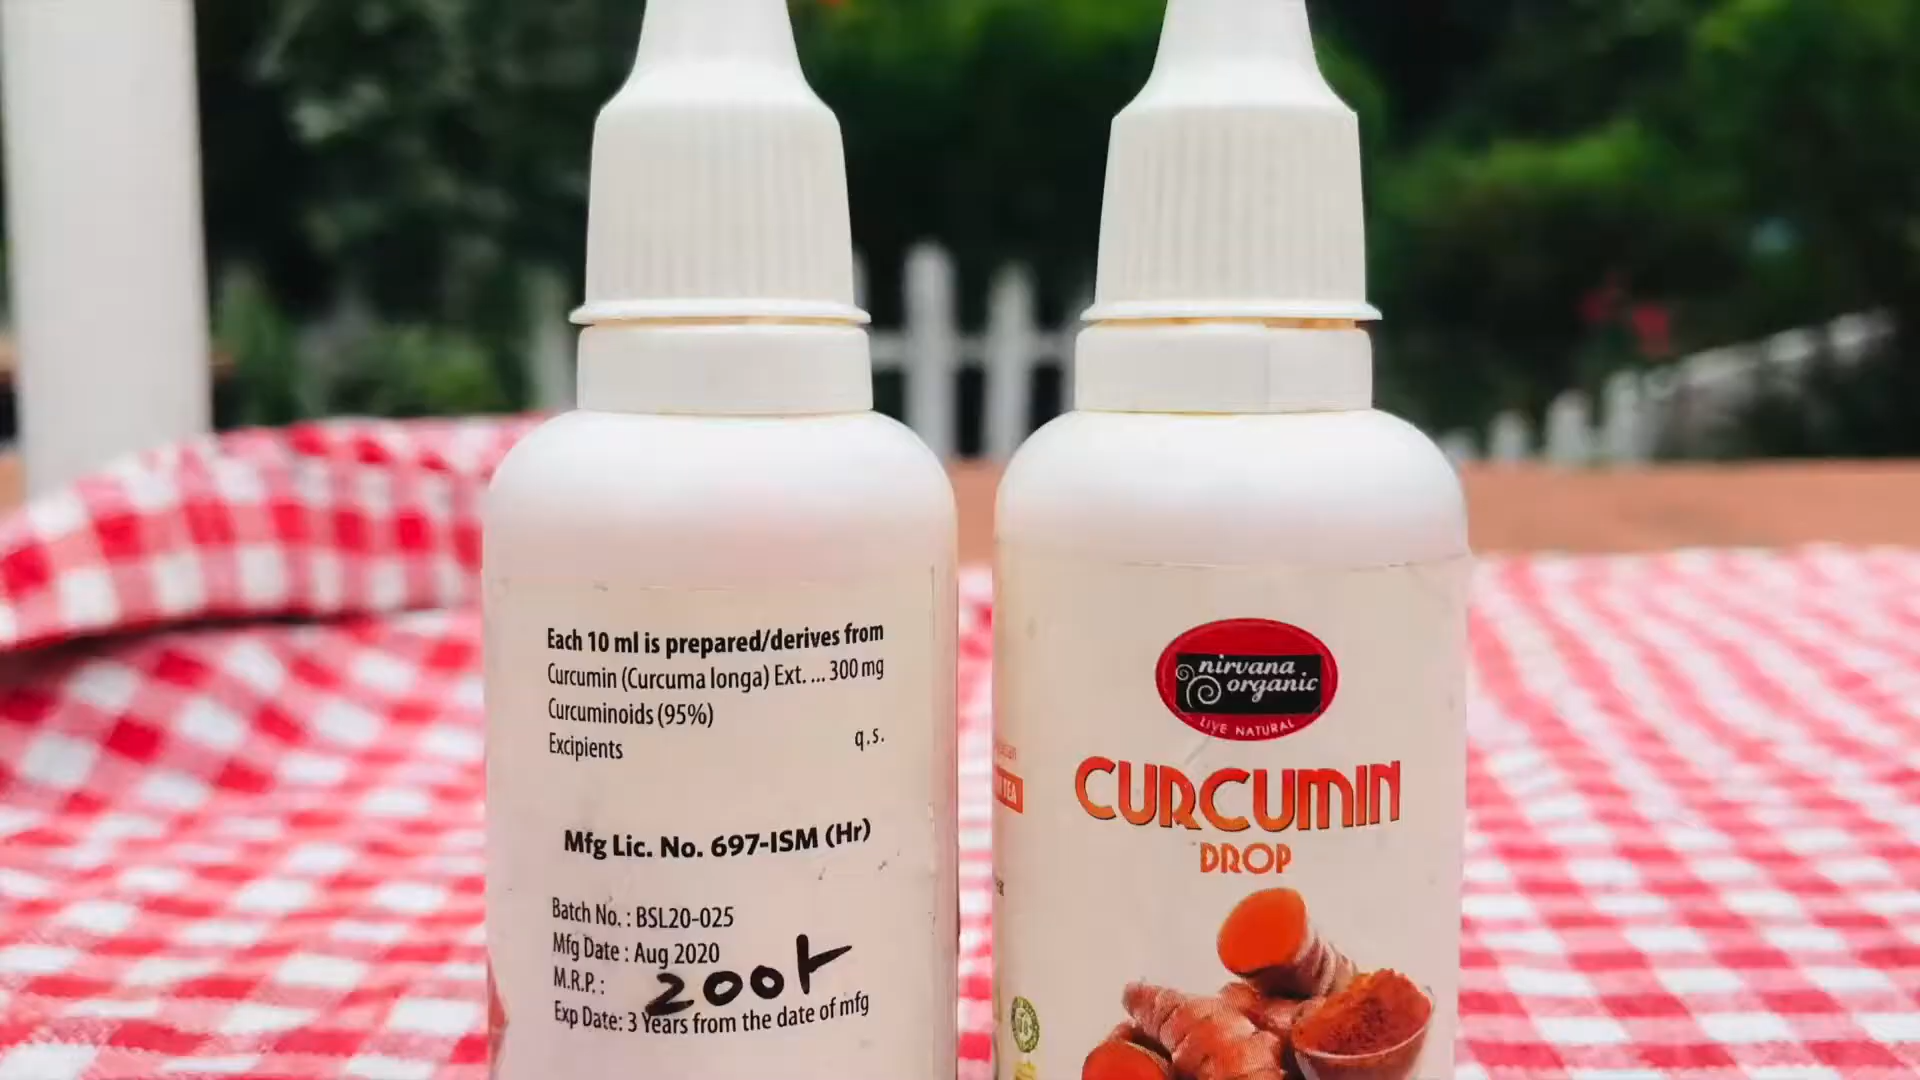 Each 10 ml is prepared/derives from
Curcumin (Curcuma longa) Ext. ... 300 mg
Curcuminoids (95%)
Excipients q.s.
Mfg Lic. No. 697-ISM (Hr)
Batch No. : BSL20-025
Mfg Date : Aug 2020
M.R.P. : 200
Exp Date: 3 Years from the date of mfg
nirvana
organic
LIVE NATURAL
CURCUMIN
DROP
TEA